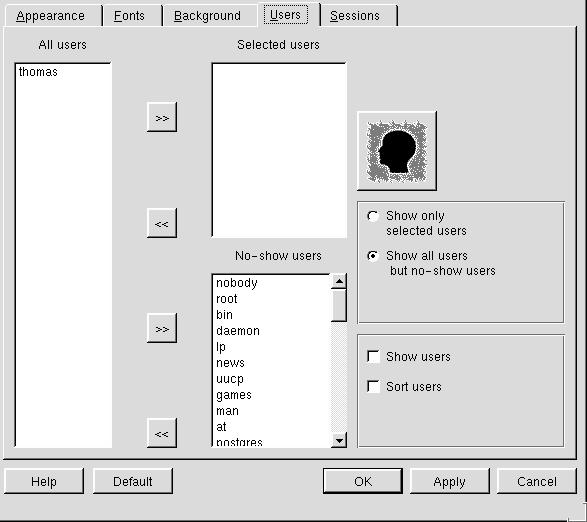 Appearance Fonts Background Users Sessions
All users
Selected users
thomas
>>
<<
Show only
selected users
Show all users
but no-show users
No-show users
nobody
root
bin
daemon
lp
news
uucp
games
man
at
postgres
>>
<<
Show users
Sort users
Help Default OK Apply Cancel